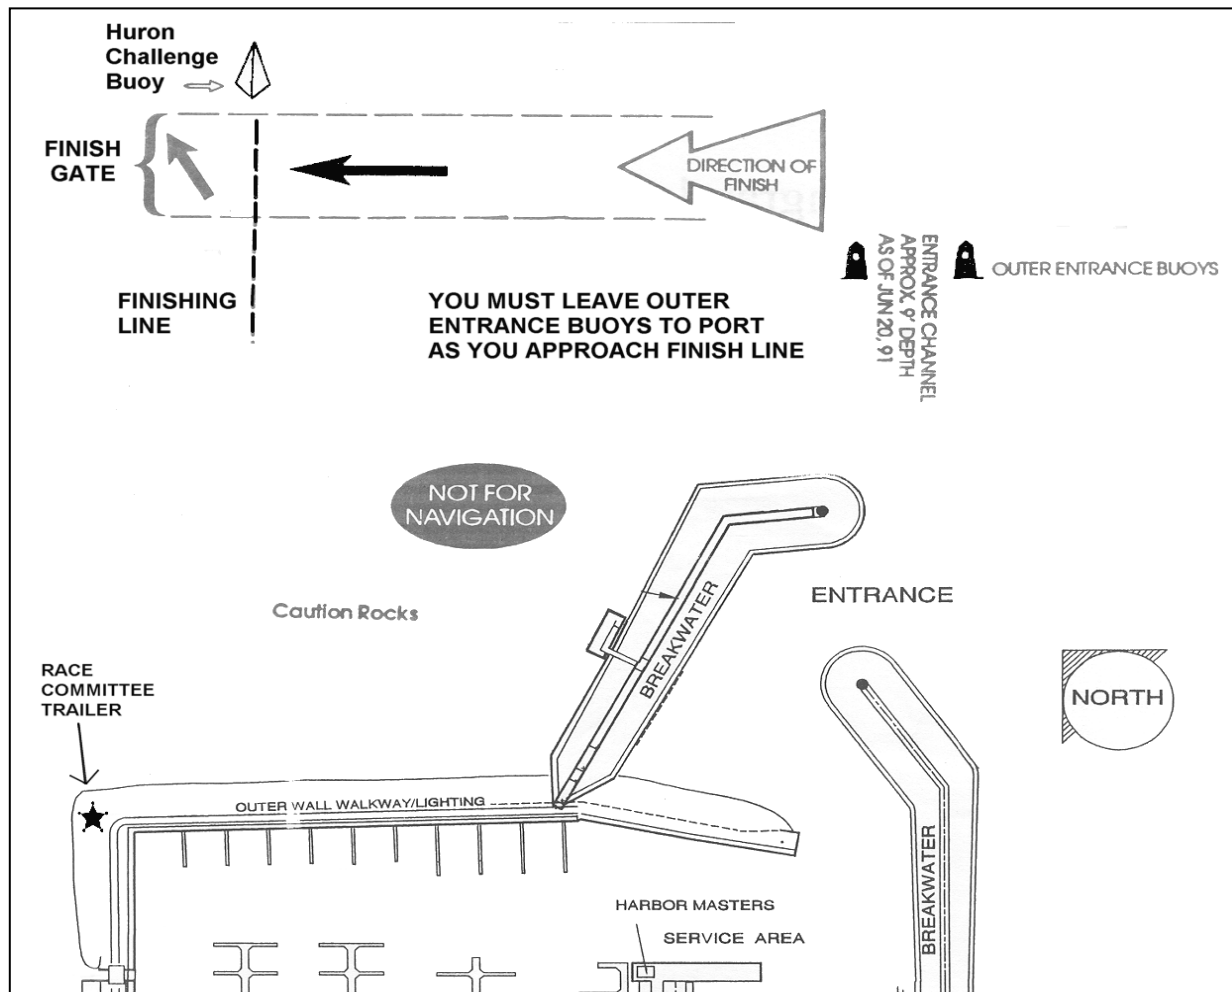 Huron
Challenge
Buoy
FINISH
GATE
DIRECTION OF
FINISH
ENTRANCE CHANNEL
APPROX. 9' DEPTH
AS OF JUN 20, 91
OUTER ENTRANCE BUOYS
FINISHING
LINE
YOU MUST LEAVE OUTER
ENTRANCE BUOYS TO PORT
AS YOU APPROACH FINISH LINE
NOT FOR
NAVIGATION
Caution Rocks
BREAKWATER
ENTRANCE
RACE
COMMITTEE
TRAILER
NORTH
OUTER WALL WALKWAY/LIGHTING
BREAKWATER
HARBOR MASTERS
SERVICE AREA